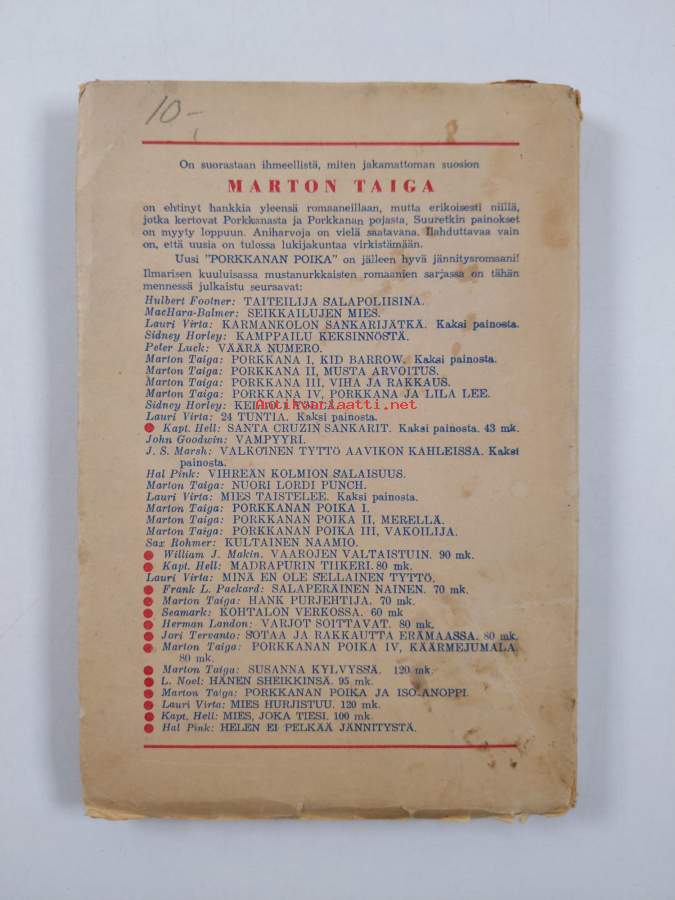 10,-
On suorastaan ihmeellistä, miten jakamattoman suosion
MARTON TAIGA
on ehtinyt hankkia yleensä romaaneillaan, mutta erikoisesti niillä,
jotka kertovat Porkkanasta ja Porkkanan pojasta, Suuretkin painokset
on myyty loppuun. Aniharvoja on vielä saatavana. Ilahduttavaa vain
on, että uusia on tulossa lukijakuntaa virkistämään.
Uusi "PORKKANAN POIKA" on jälleen hyvä jännitysromaani!
Ilmarisen kuuluisassa mustanurkkaisten romaanien sarjassa on tähän
mennessä julkaistu seuraavat:
Hulbert Footner: TAITEILIJA SALAPOLIISINA.
MacHara-Balmer: SEIKKAILUJEN MIES.
Lauri Virta: KARMANKOLON SANKARIJÄTKÄ. Kaksi painosta.
Sidney Horley: KAMPPAILU KEKSINNÖSTÄ.
Peter Luck: VÄÄRÄ NUMERO.
Marton Taiga: PORKKANA I, KID BARROW. Kaksi painosta.
Marton Taiga: PORKKANA II, MUSTA ARVOITUS.
Marton Taiga: PORKKANA III, VIHA JA RAKKAUS.
Marton Taiga: PORKKANA IV, PORKKANA JA LILA LEE.
Sidney Horley:
Antikvariaatti.net
Lauri Virta: 24 TUNTIA. Kaksi painosta.
Kapt. Hell: SANTA CRUZIN SANKARIT. Kaksi painosta. 43 mk.
John Goodwin: VAMPYYRI.
J. S. Marsh: VALKOINEN TYTTÖ AAVIKON KAHLEISSA. Kaksi
painosta.
Hal Pink: VIHREÄN KOLMION SALAISUUS.
Marton Taiga: NUORI LORDI PUNCH.
Lauri Virta: MIES TAISTELEE. Kaksi painosta.
Marton Taiga: PORKKANAN POIKA I.
Marton Taiga: PORKKANAN POIKA II, MERELLÄ.
Marton Taiga: PORKKANAN POIKA III, VAKOILIJA.
Sax Rohmer: KULTAINEN NAAMIO.
William J. Makin: VAAROJEN VALTAISTUIN. 90 mk.
Kapt. Hell: MADRAPURIN TIIKERI. 80 mk.
Lauri Virta: MINÄ EN OLE SELLAINEN TYTTÖ.
Frank L. Packard: SALAPERÄINEN NAINEN. 70 mk.
Marton Taiga: HANK PURJEHTIJA. 70 mk.
Seamark: KOHTALON VERKOSSA. 60 mk
Herman Landon: VARJOT SOITTAVAT. 80 mk.
Jori Tervanto: SOTAA JA RAKKAUTTA ERÄMAASSA. 80 mk.
Marton Taiga: PORKKANAN POIKA IV, KÄÄRMEJUMALA.
80 mk.
Marton Taiga: SUSANNA KYLVYSSÄ. 120 mk.
L. Noel: HÄNEN SHEIKKINSÄ. 95 mk.
Marton Taiga: PORKKANAN POIKA JA ISO-ANOPPI.
Lauri Virta: MIES HURJISTUU. 120 mk.
Kapt. Hell: MIES, JOKA TIESI. 100 mk.
Hal Pink: HELEN EI PELKÄÄ JÄNNITYSTÄ.